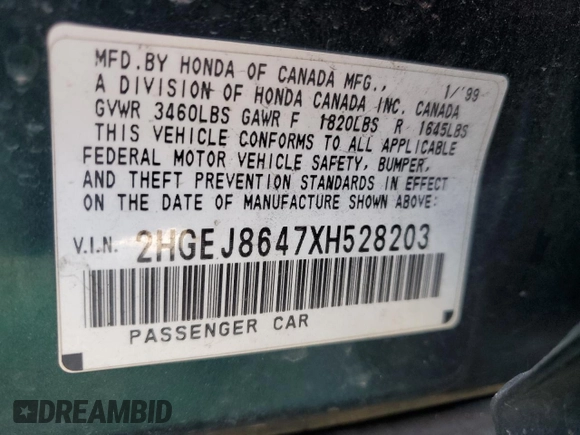 MFD. BY HONDA OF CANADA MFG., 1/'99
A DIVISION OF HONDA CANADA INC. CANADA
GVWR 3460LBS GAWR F 1820LBS R 1645LBS
THIS VEHICLE CONFORMS TO ALL APPLICABLE
FEDERAL MOTOR VEHICLE SAFETY, BUMPER,
AND THEFT PREVENTION STANDARDS IN EFFECT
ON THE DATE OF MANUFACTURE SHOWN ABOVE.
V.I.N. 2HGEJ8647XH528203
PASSENGER CAR
DREAMBID